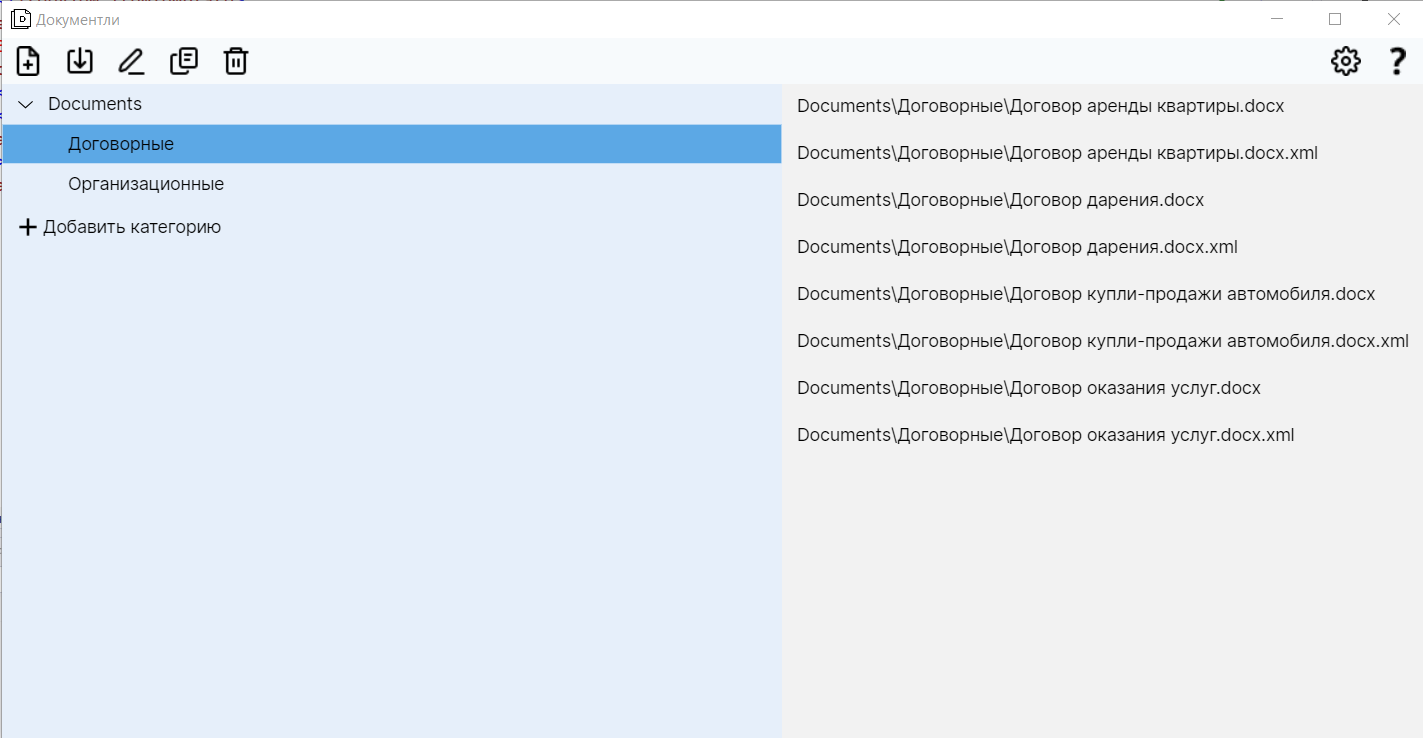 Документли
Documents
Договорные
Организационные
Добавить категорию
Documents\Договорные\Договор аренды квартиры.docx
Documents\Договорные\Договор аренды квартиры.docx.xml
Documents\Договорные\Договор дарения.docx
Documents\Договорные\Договор дарения.docx.xml
Documents\Договорные\Договор купли-продажи автомобиля.docx
Documents\Договорные\Договор купли-продажи автомобиля.docx.xml
Documents\Договорные\Договор оказания услуг.docx
Documents\Договорные\Договор оказания услуг.docx.xml